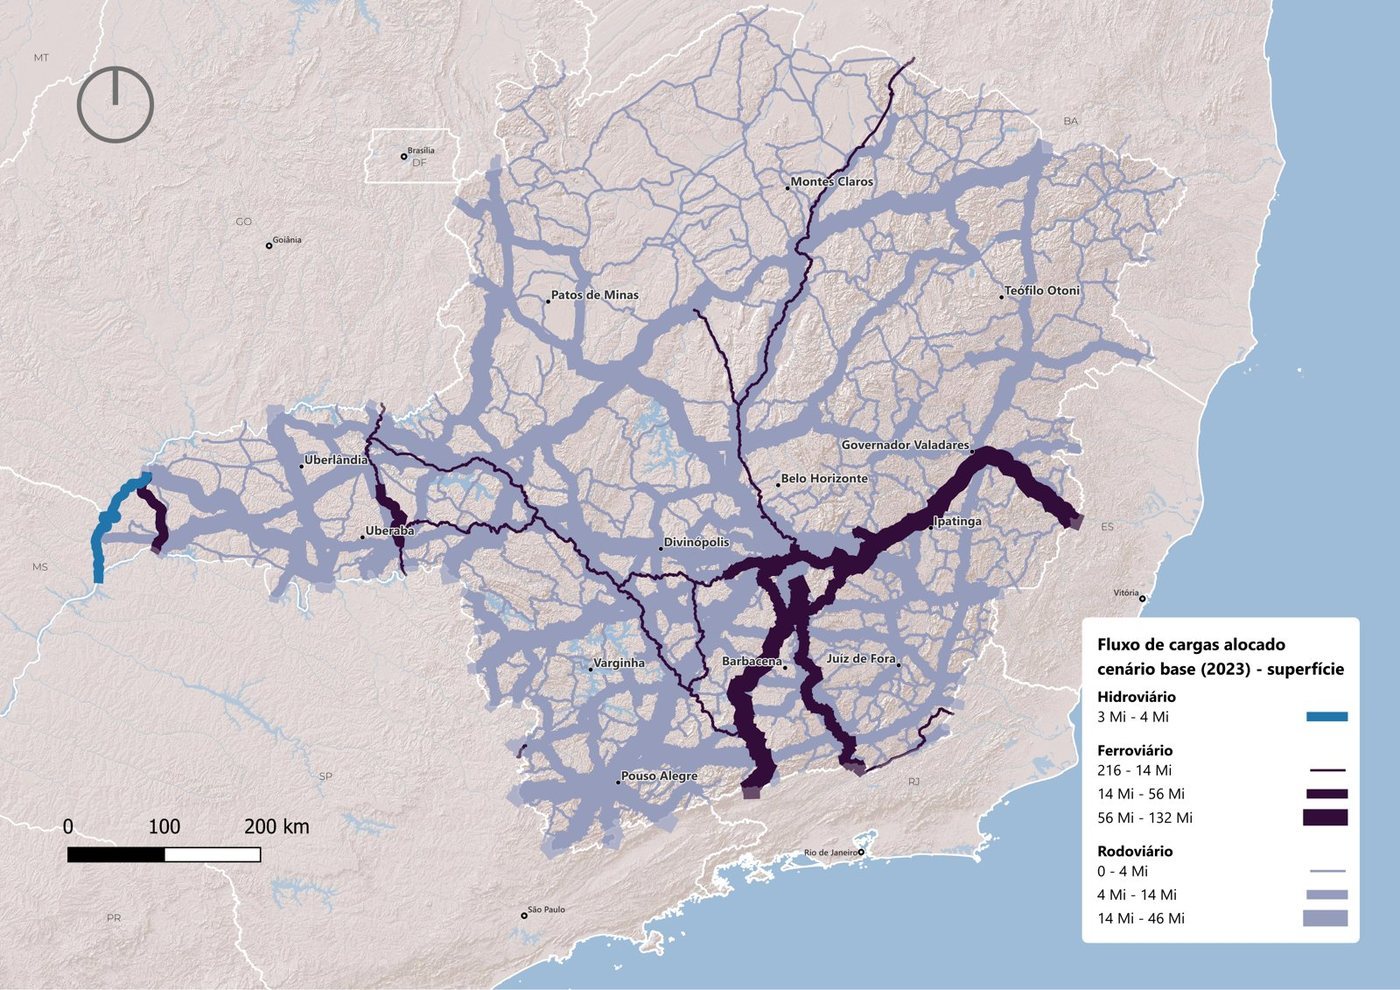 MT
BA
Brasília
DF
Montes Claros
GO
Goiânia
Patos de Minas
Teófilo Otoni
Governador Valadares
Uberlândia
Belo Horizonte
Ipatinga
ES
Uberaba
Divinópolis
MS
Vitória
Varginha
Barbacena
Juiz de Fora
SP
Pouso Alegre
RJ
0 100 200 km
Rio de Janeiro
São Paulo
PR
Fluxo de cargas alocado
cenário base (2023) - superfície
Hidroviário
3 Mi - 4 Mi
Ferroviário
216 - 14 Mi
14 Mi - 56 Mi
56 Mi - 132 Mi
Rodoviário
0 - 4 Mi
4 Mi - 14 Mi
14 Mi - 46 Mi